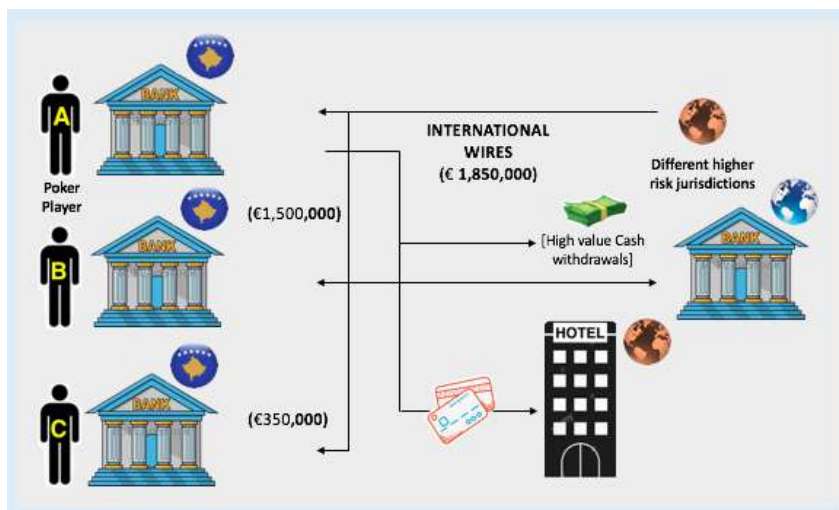 BANK
A
Poker
Player
INTERNATIONAL
WIRES
(€ 1,850,000)
Different higher
risk jurisdictions
(€1,500,000)
BANK
B
[High value Cash
withdrawals]
BANK
HOTEL
BANK
C
(€350,000)